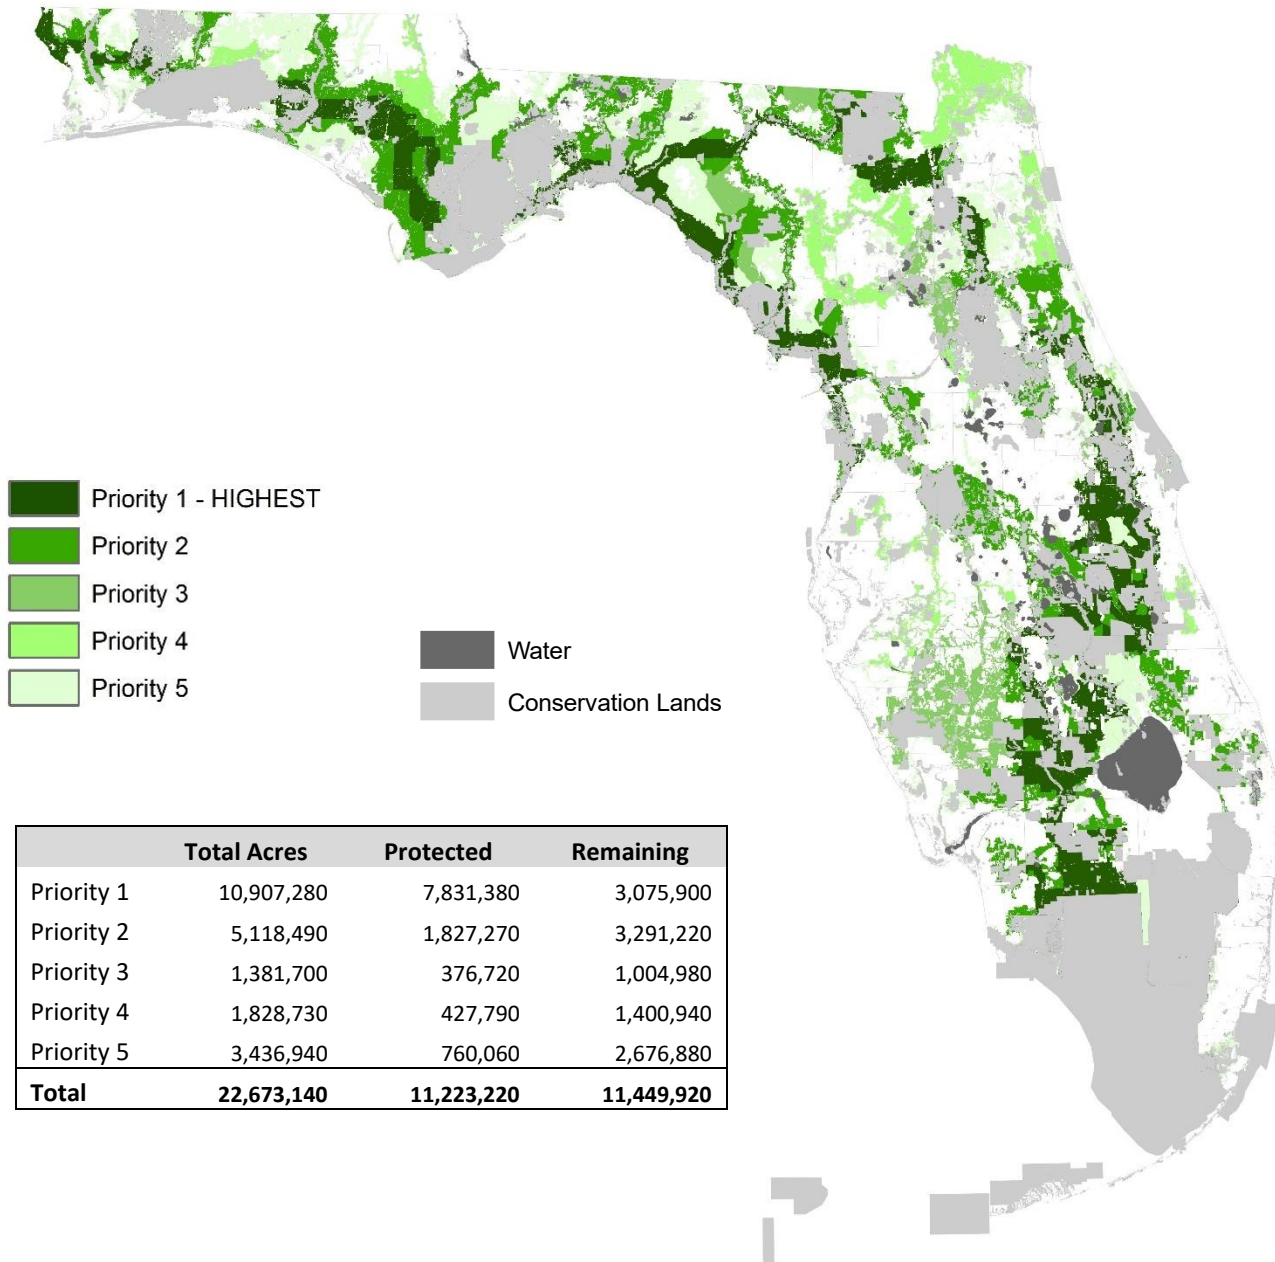 Priority 1 - HIGHEST
Priority 2
Priority 3
Priority 4
Priority 5
Water
Conservation Lands
Total Acres Protected Remaining
Priority 1 10,907,280 7,831,380 3,075,900
Priority 2 5,118,490 1,827,270 3,291,220
Priority 3 1,381,700 376,720 1,004,980
Priority 4 1,828,730 427,790 1,400,940
Priority 5 3,436,940 760,060 2,676,880
Total 22,673,140 11,223,220 11,449,920